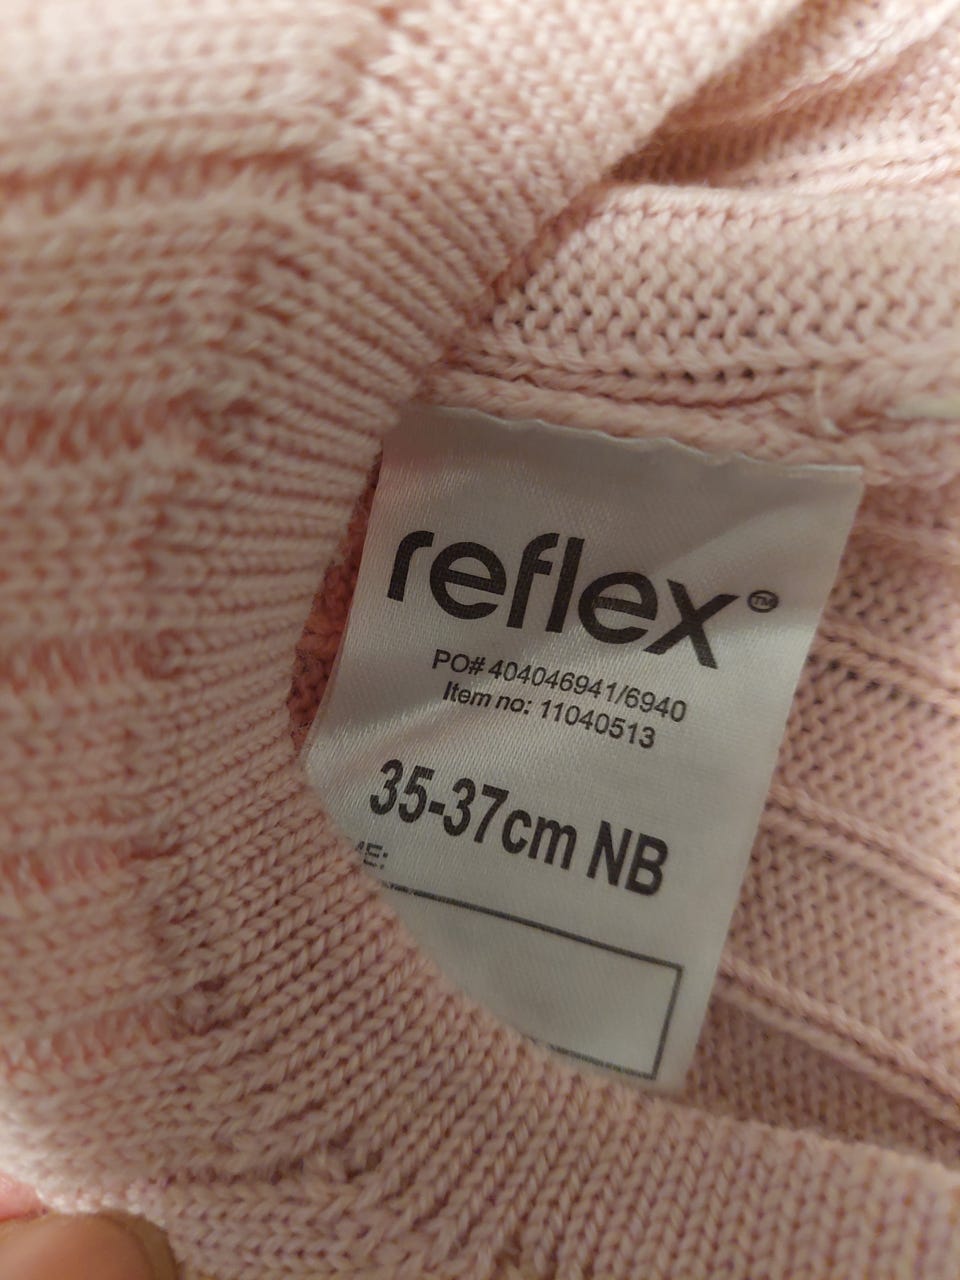 reflex™
PO# 404046941/6940
Item no: 11040513
35-37cm NB